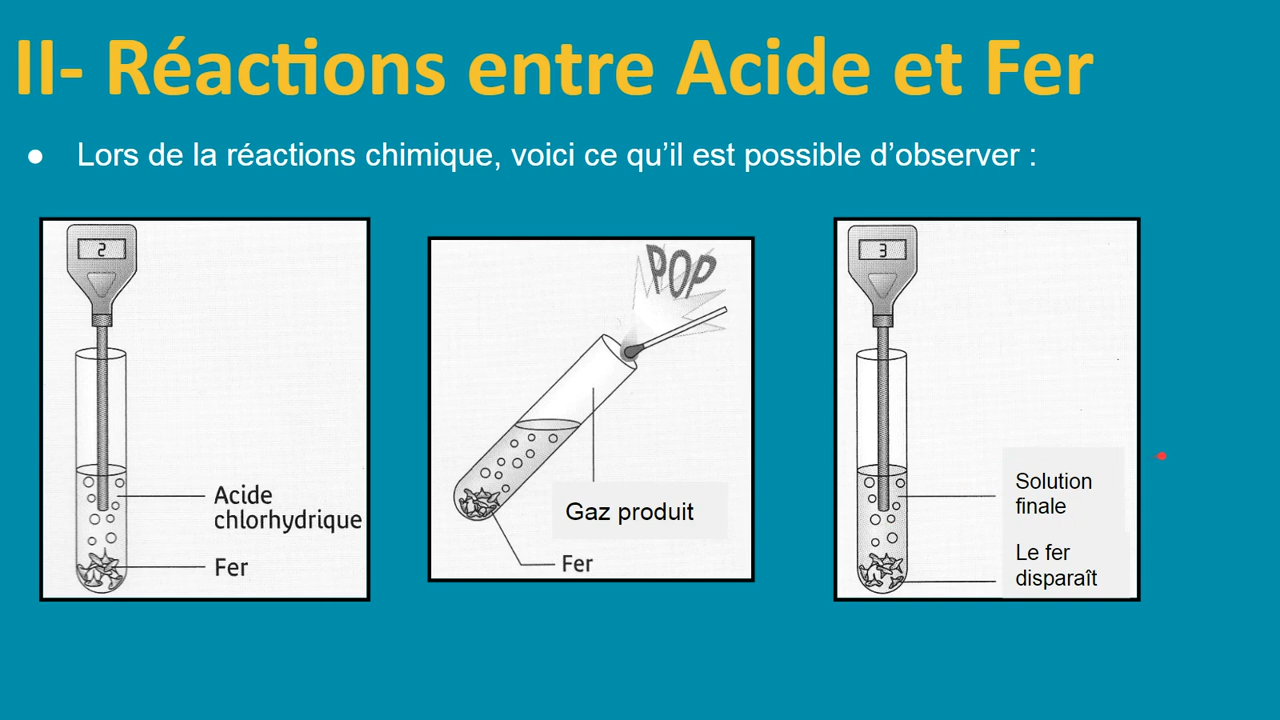 II- Réactions entre Acide et Fer
● Lors de la réactions chimique, voici ce qu’il est possible d’observer :
2
Acide
chlorhydrique
Fer
POP
Gaz produit
Fer
3
Solution
finale
Le fer
disparaît